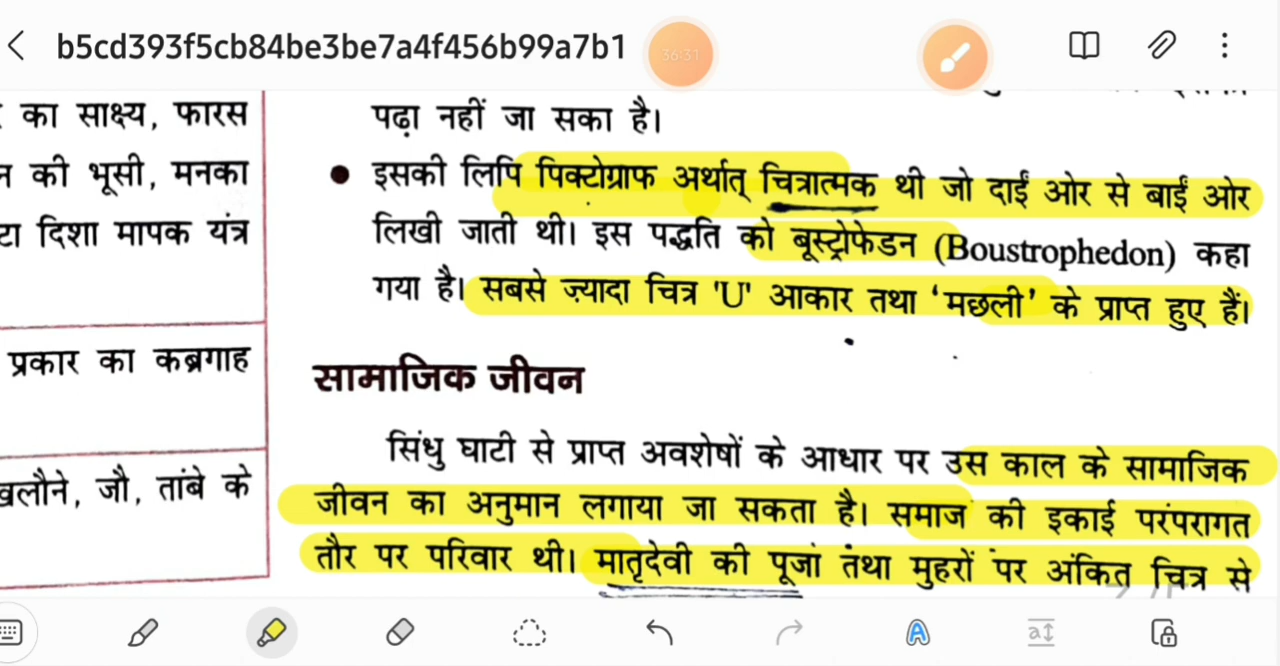 b5cd393f5cb84be3be7a4f456b99a7b1
36:31
का साक्ष्य, फारस
की भूसी, मनका
टा दिशा मापक यंत्र
प्रकार का कब्रगाह
खलौने, जौ, तांबे के
पढ़ा नहीं जा सका है।
● इसकी लिपि पिक्टोग्राफ अर्थात् चित्रात्मक थी जो दाईं ओर से बाईं ओर
लिखी जाती थी। इस पद्धति को बूस्ट्रोफेडन (Boustrophedon) कहा
गया है। सबसे ज़्यादा चित्र 'U' आकार तथा ‘मछली’ के प्राप्त हुए हैं।
सामाजिक जीवन
सिंधु घाटी से प्राप्त अवशेषों के आधार पर उस काल के सामाजिक
जीवन का अनुमान लगाया जा सकता है। समाज की इकाई परंपरागत
तौर पर परिवार थी। मातृदेवी की पूजा तथा मुहरों पर अंकित चित्र से